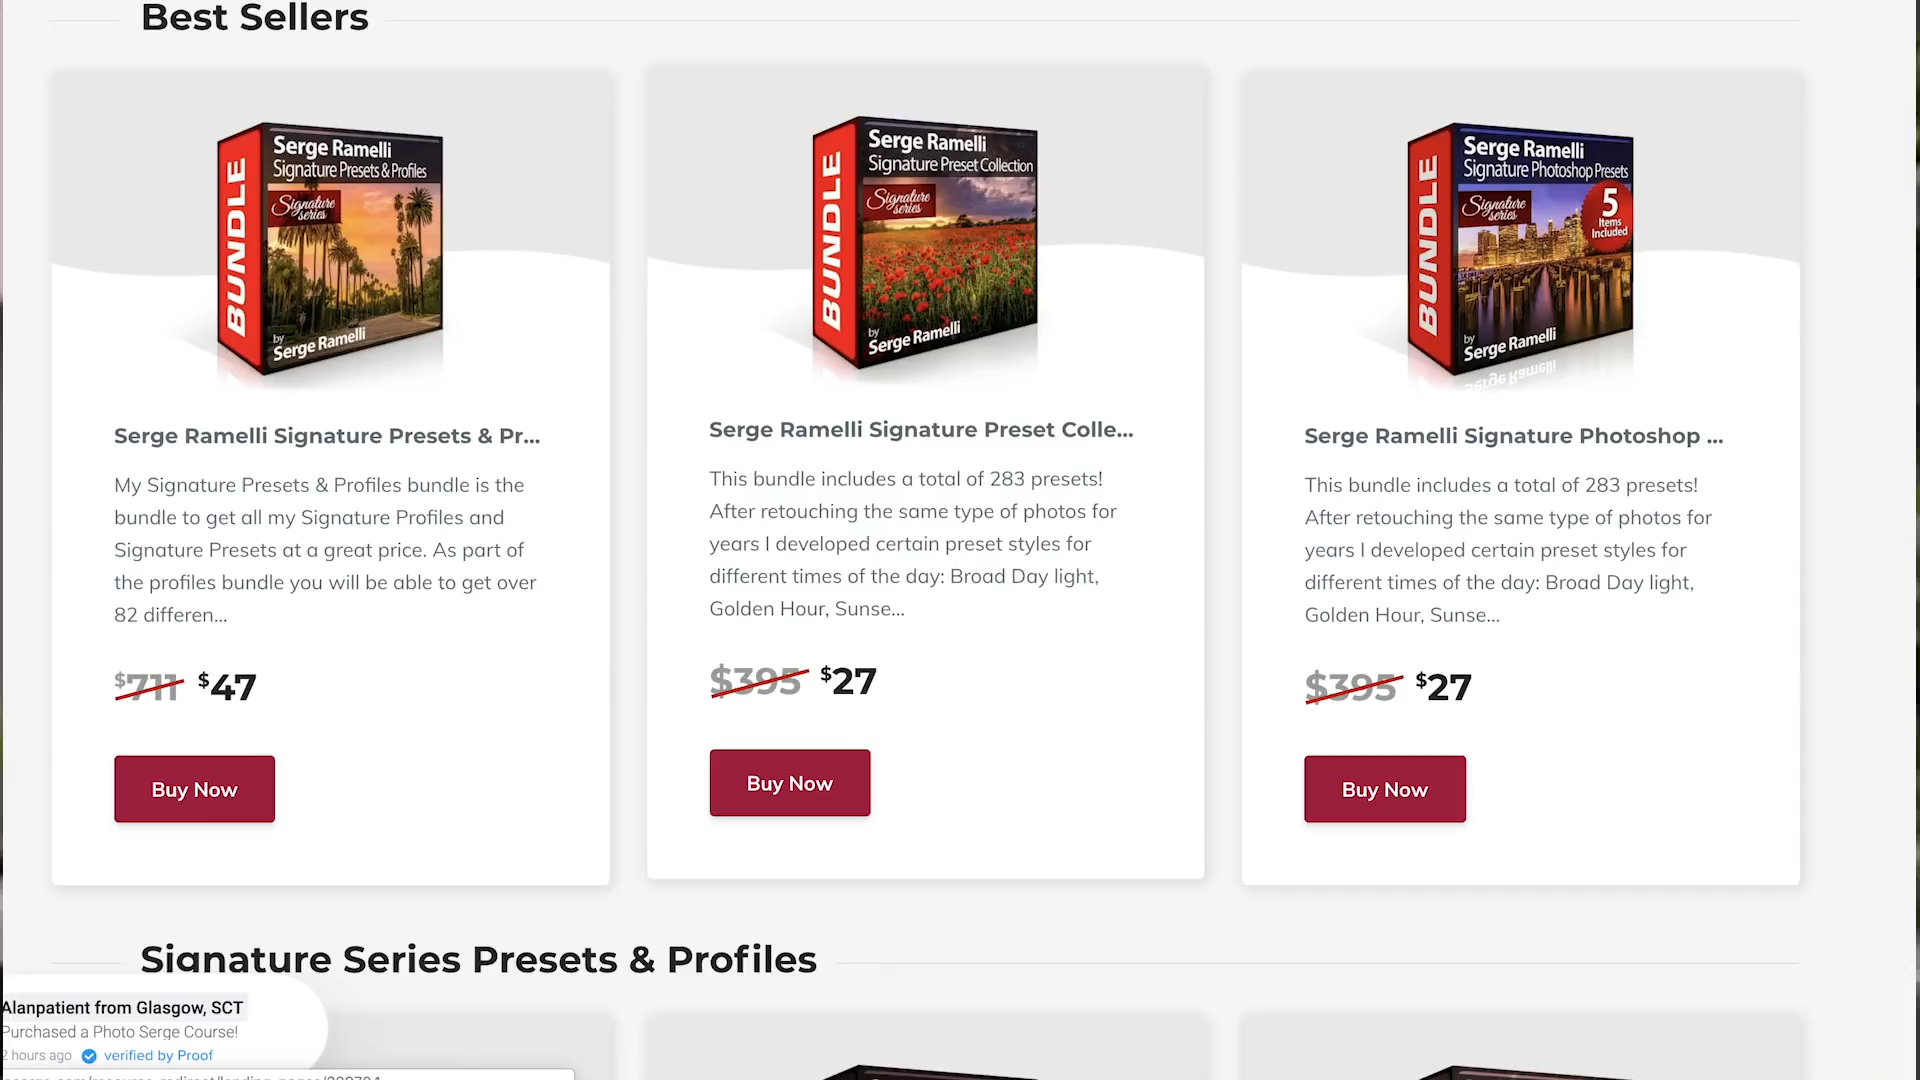 Best Sellers
BUNDLE
Serge Ramelli
Signature Presets & Profiles
Signature
series
by
Serge Ramelli
Serge Ramelli Signature Presets & Pr...
My Signature Presets & Profiles bundle is the
bundle to get all my Signature Profiles and
Signature Presets at a great price. As part of
the profiles bundle you will be able to get over
82 differen...
$711 $47
Buy Now
BUNDLE
Serge Ramelli
Signature Preset Collection
Signature
series
by
Serge Ramelli
Serge Ramelli Signature Preset Colle...
This bundle includes a total of 283 presets!
After retouching the same type of photos for
years I developed certain preset styles for
different times of the day: Broad Day light,
Golden Hour, Sunse...
$395 $27
Buy Now
BUNDLE
Serge Ramelli
Signature Photoshop Presets
Signature
series
5
Items
Included
by
Serge Ramelli
Serge Ramelli Signature Photoshop ...
This bundle includes a total of 283 presets!
After retouching the same type of photos for
years I developed certain preset styles for
different times of the day: Broad Day light,
Golden Hour, Sunse...
$395 $27
Buy Now
Signature Series Presets & Profiles
Alanpatient from Glasgow, SCT
Purchased a Photo Serge Course!
2 hours ago verified by Proof